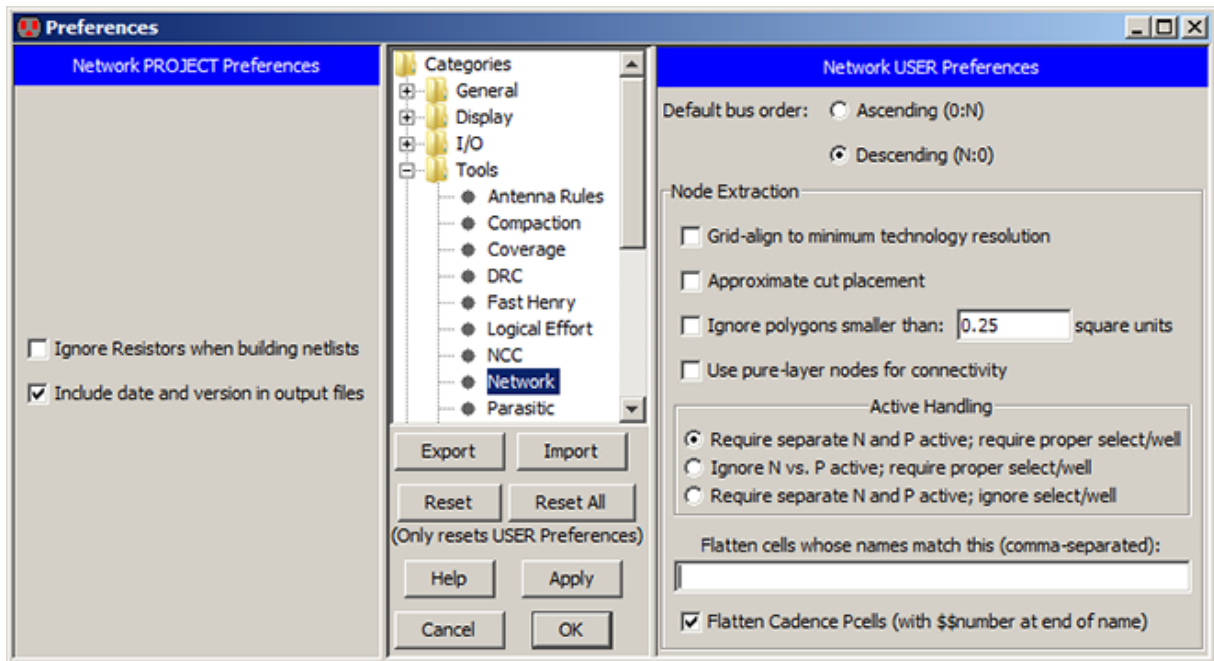 Preferences
Network PROJECT Preferences
Ignore Resistors when building netlists
Include date and version in output files
Categories
General
Display
I/O
Tools
Antenna Rules
Compaction
Coverage
DRC
Fast Henry
Logical Effort
NCC
Network
Parasitic
Export Import
Reset Reset All
(Only resets USER Preferences)
Help Apply
Cancel OK
Network USER Preferences
Default bus order: Ascending (0:N)
Descending (N:0)
Node Extraction
Grid-align to minimum technology resolution
Approximate cut placement
Ignore polygons smaller than: 0.25 square units
Use pure-layer nodes for connectivity
Active Handling
Require separate N and P active; require proper select/well
Ignore N vs. P active; require proper select/well
Require separate N and P active; ignore select/well
Flatten cells whose names match this (comma-separated):
Flatten Cadence Pcells (with $$number at end of name)